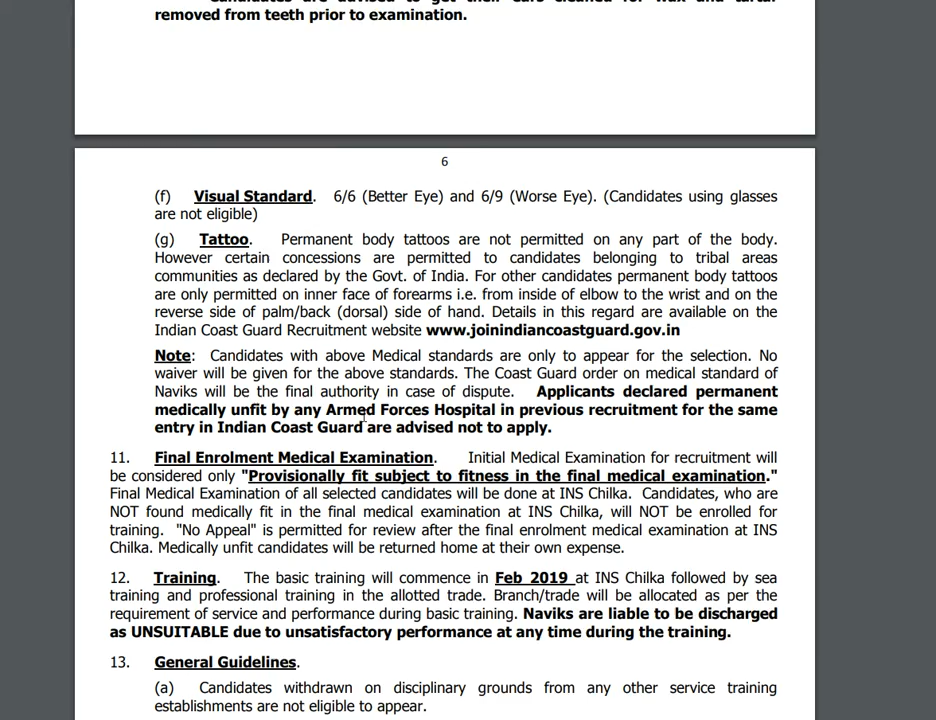 Candidates are advised to get their ears cleaned for wax and tartar
removed from teeth prior to examination.
6
(f) Visual Standard. 6/6 (Better Eye) and 6/9 (Worse Eye). (Candidates using glasses
are not eligible)
(g) Tattoo. Permanent body tattoos are not permitted on any part of the body.
However certain concessions are permitted to candidates belonging to tribal areas
communities as declared by the Govt. of India. For other candidates permanent body tattoos
are only permitted on inner face of forearms i.e. from inside of elbow to the wrist and on the
reverse side of palm/back (dorsal) side of hand. Details in this regard are available on the
Indian Coast Guard Recruitment website www.joinindiancoastguard.gov.in
Note: Candidates with above Medical standards are only to appear for the selection. No
waiver will be given for the above standards. The Coast Guard order on medical standard of
Naviks will be the final authority in case of dispute. Applicants declared permanent
medically unfit by any Armed Forces Hospital in previous recruitment for the same
entry in Indian Coast Guard are advised not to apply.
11. Final Enrolment Medical Examination. Initial Medical Examination for recruitment will
be considered only "Provisionally fit subject to fitness in the final medical examination."
Final Medical Examination of all selected candidates will be done at INS Chilka. Candidates, who are
NOT found medically fit in the final medical examination at INS Chilka, will NOT be enrolled for
training. "No Appeal" is permitted for review after the final enrolment medical examination at INS
Chilka. Medically unfit candidates will be returned home at their own expense.
12. Training. The basic training will commence in Feb 2019 at INS Chilka followed by sea
training and professional training in the allotted trade. Branch/trade will be allocated as per the
requirement of service and performance during basic training. Naviks are liable to be discharged
as UNSUITABLE due to unsatisfactory performance at any time during the training.
13. General Guidelines.
(a) Candidates withdrawn on disciplinary grounds from any other service training
establishments are not eligible to appear.